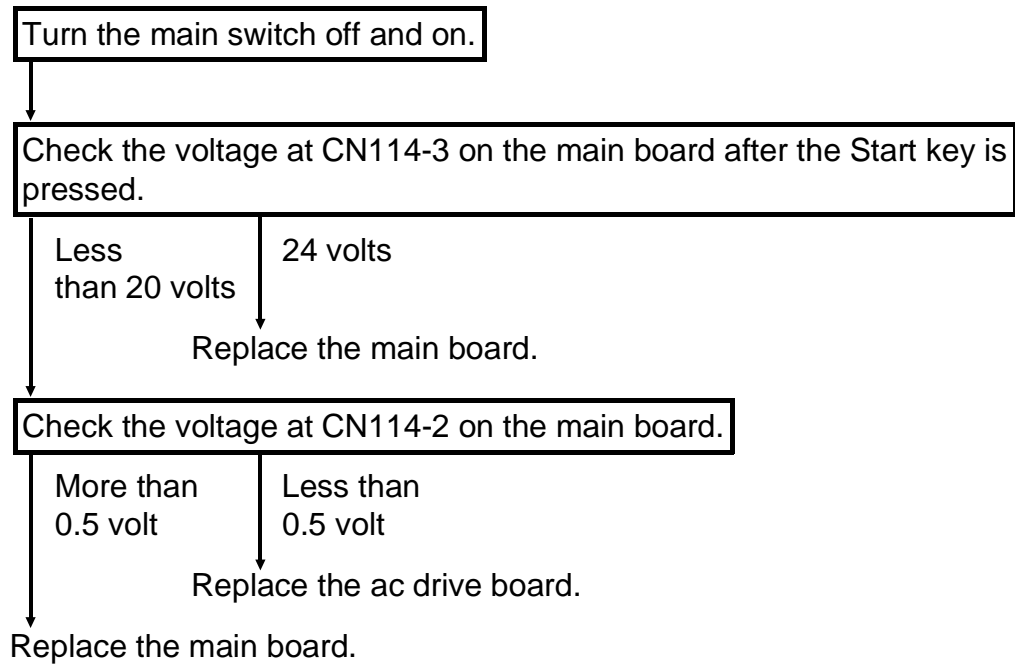 Turn the main switch off and on.
Check the voltage at CN114-3 on the main board after the Start key is
pressed.
Less
than 20 volts
24 volts
Replace the main board.
Check the voltage at CN114-2 on the main board.
More than
0.5 volt
Less than
0.5 volt
Replace the ac drive board.
Replace the main board.